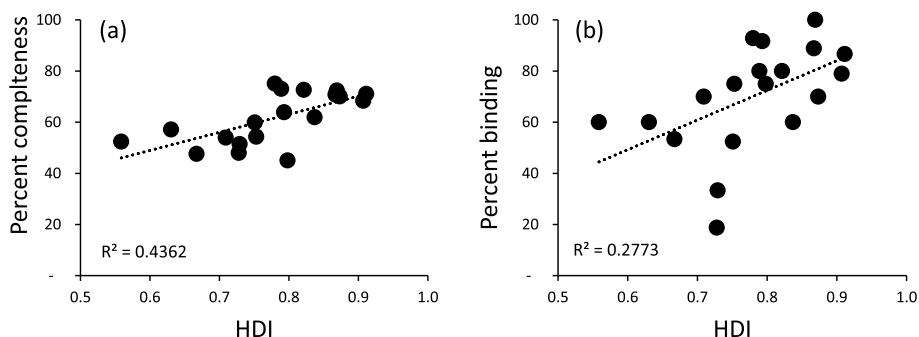 (a)
Percent complteness
100
80
60
40
20
-
R² = 0.4362
0.5 0.6 0.7 0.8 0.9 1.0
HDI
(b)
Percent binding
100
80
60
40
20
-
R² = 0.2773
0.5 0.6 0.7 0.8 0.9 1.0
HDI